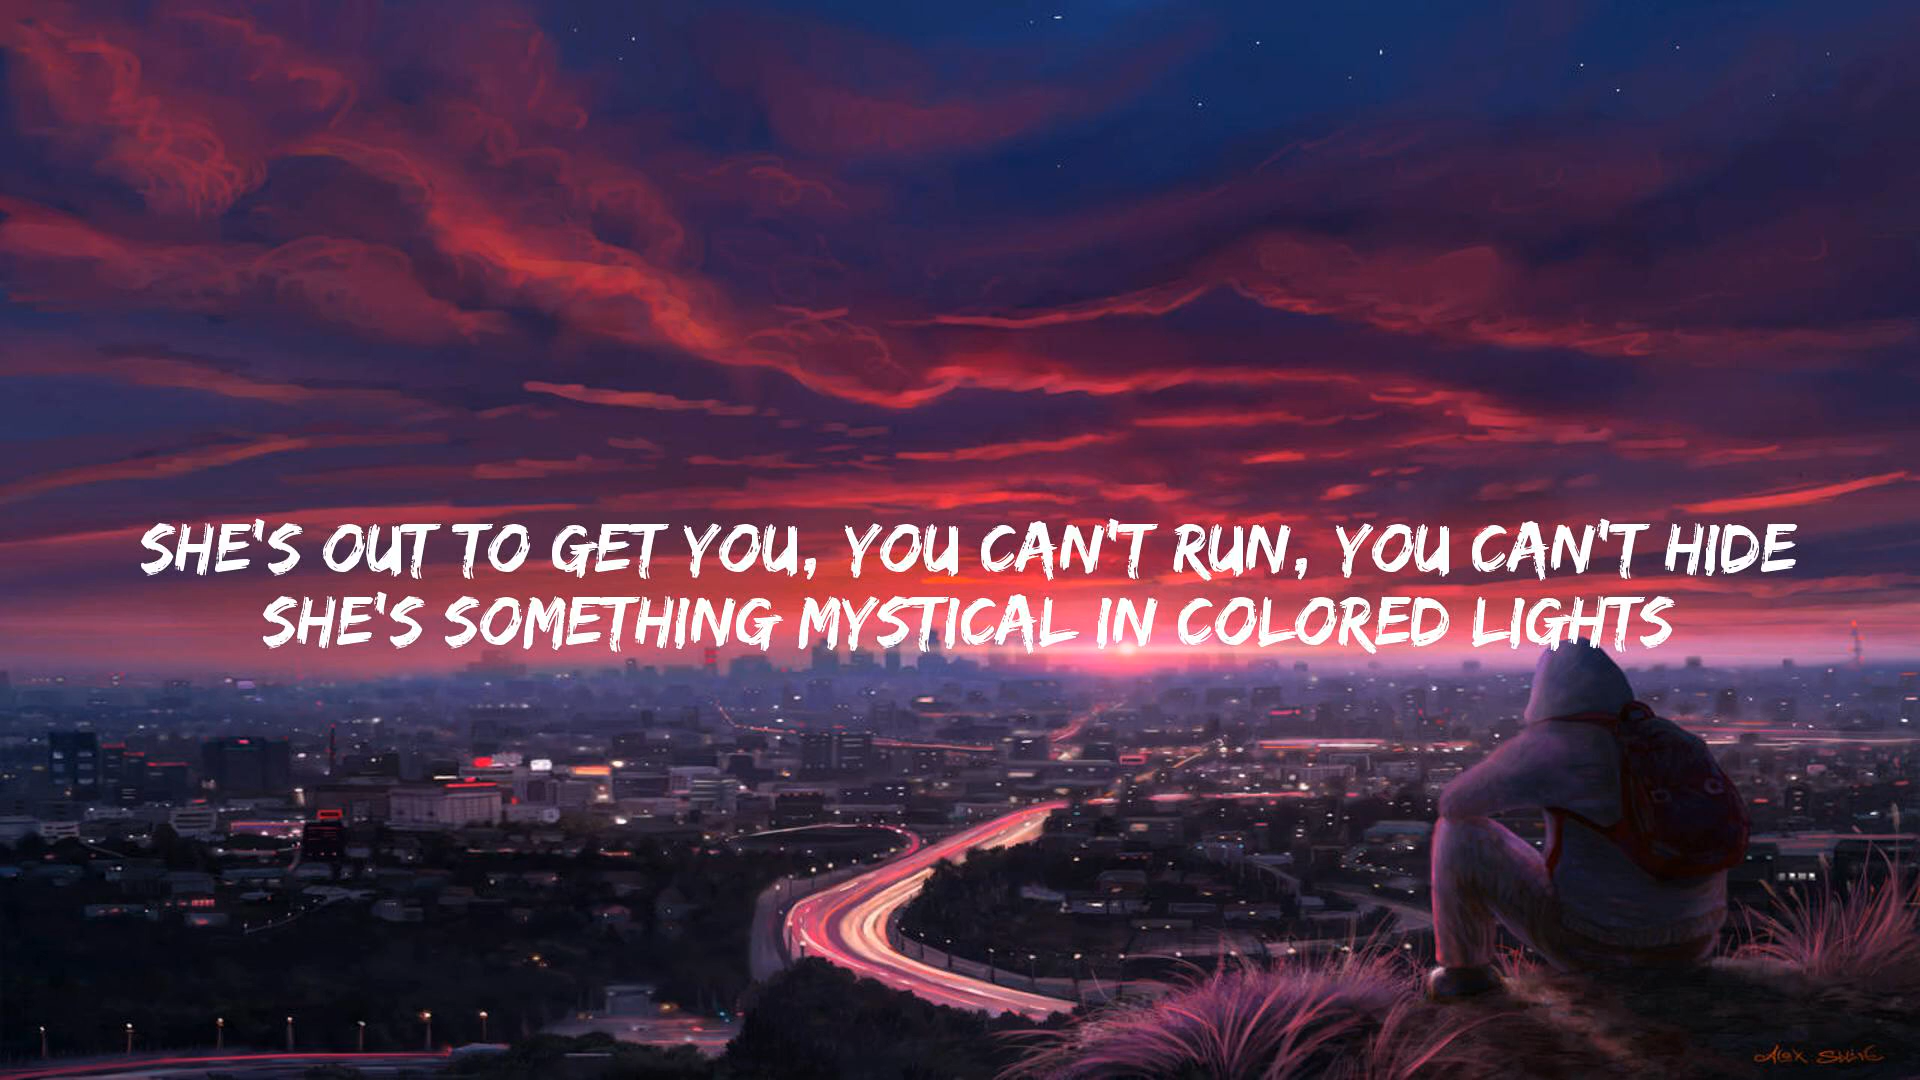 SHE'S OUT TO GET YOU, YOU CAN'T RUN, YOU CAN'T HIDE
SHE'S SOMETHING MYSTICAL IN COLORED LIGHTS